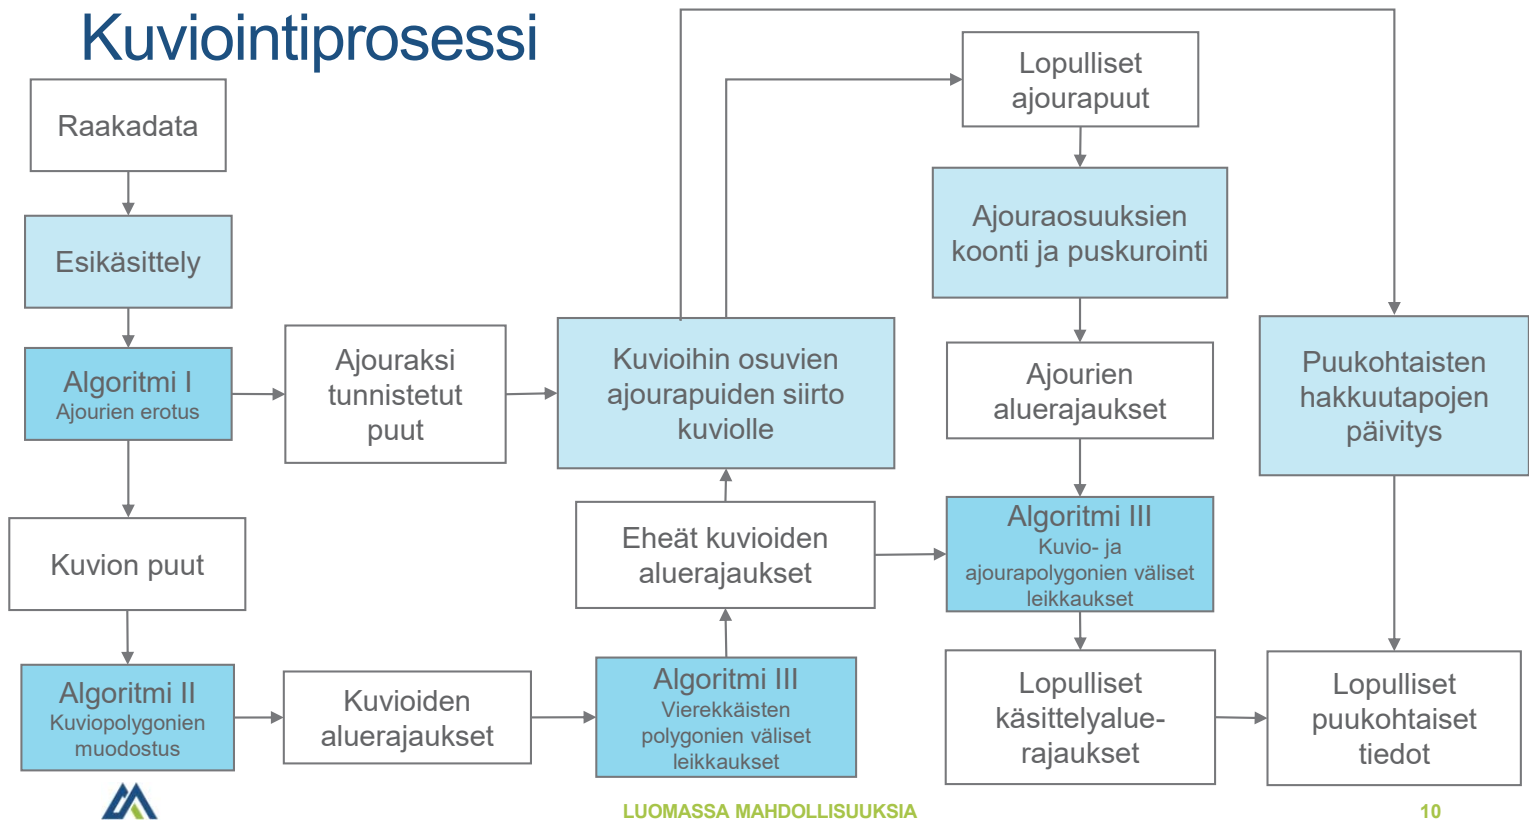 Kuviointiprosessi
Raakadata
Esikäsittely
Algoritmi I
Ajourien erotus
Ajouraksi
tunnistetut
puut
Kuvion puut
Algoritmi II
Kuviopolygonien
muodostus
Kuvioiden
aluerajaukset
Algoritmi III
Vierekkäisten
polygonien väliset
leikkaukset
Eheät kuvioiden
aluerajaukset
Kuvioihin osuvien
ajourapuiden siirto
kuviolle
Lopulliset
ajourapuut
Ajouraosuuksien
koonti ja puskurointi
Ajourien
aluerajaukset
Algoritmi III
Kuvio- ja
ajourapolygonien väliset
leikkaukset
Lopulliset
käsittelyalue-
rajaukset
Puukohtaisten
hakkuutapojen
päivitys
Lopulliset
puukohtaiset
tiedot
LUOMASSA MAHDOLLISUUKSIA
10